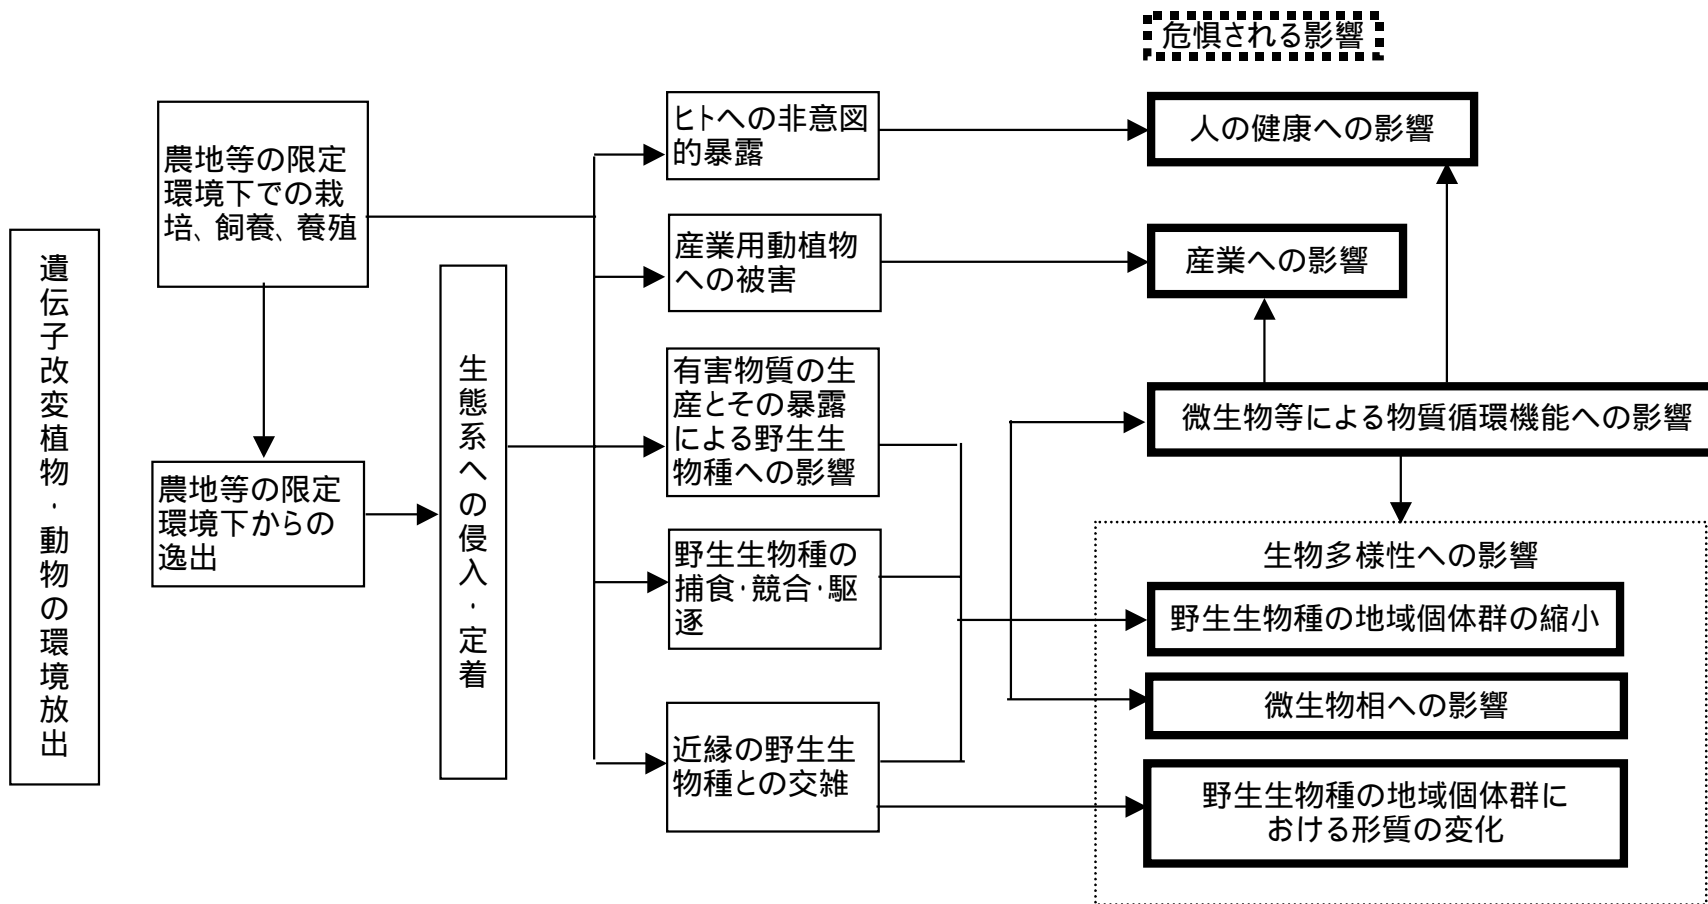 危惧される影響
遺伝子改変植物・動物の環境放出
農地等の限定
環境下での栽
培、飼養、養殖
農地等の限定
環境下からの
逸出
生態系への侵入・定着
ヒトへの非意図
的暴露
産業用動植物
への被害
有害物質の生
産とその暴露
による野生生
物種への影響
野生生物種の
捕食・競合・駆
逐
近縁の野生生
物種との交雑
人の健康への影響
産業への影響
微生物等による物質循環機能への影響
生物多様性への影響
野生生物種の地域個体群の縮小
微生物相への影響
野生生物種の地域個体群に
おける形質の変化